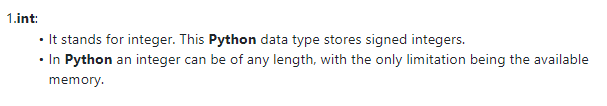 1.int:
• It stands for integer. This Python data type stores signed integers.
• In Python an integer can be of any length, with the only limitation being the available
memory.